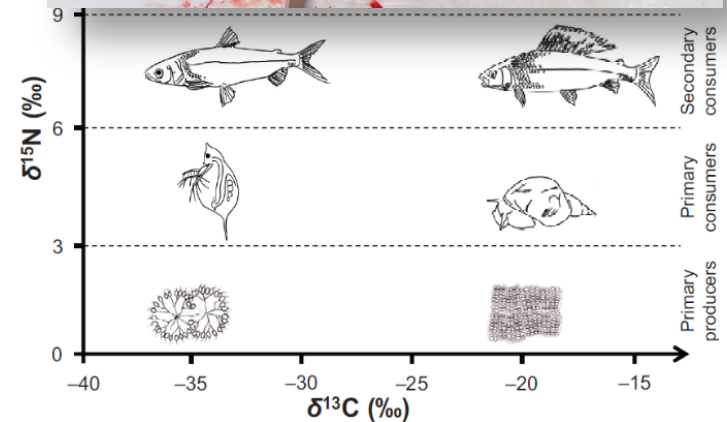 9
6
3
0
δ¹⁵N (‰)
Secondary
consumers
Primary
consumers
Primary
producers
–40
–35
–30
–25
–20
–15
δ¹³C (‰)